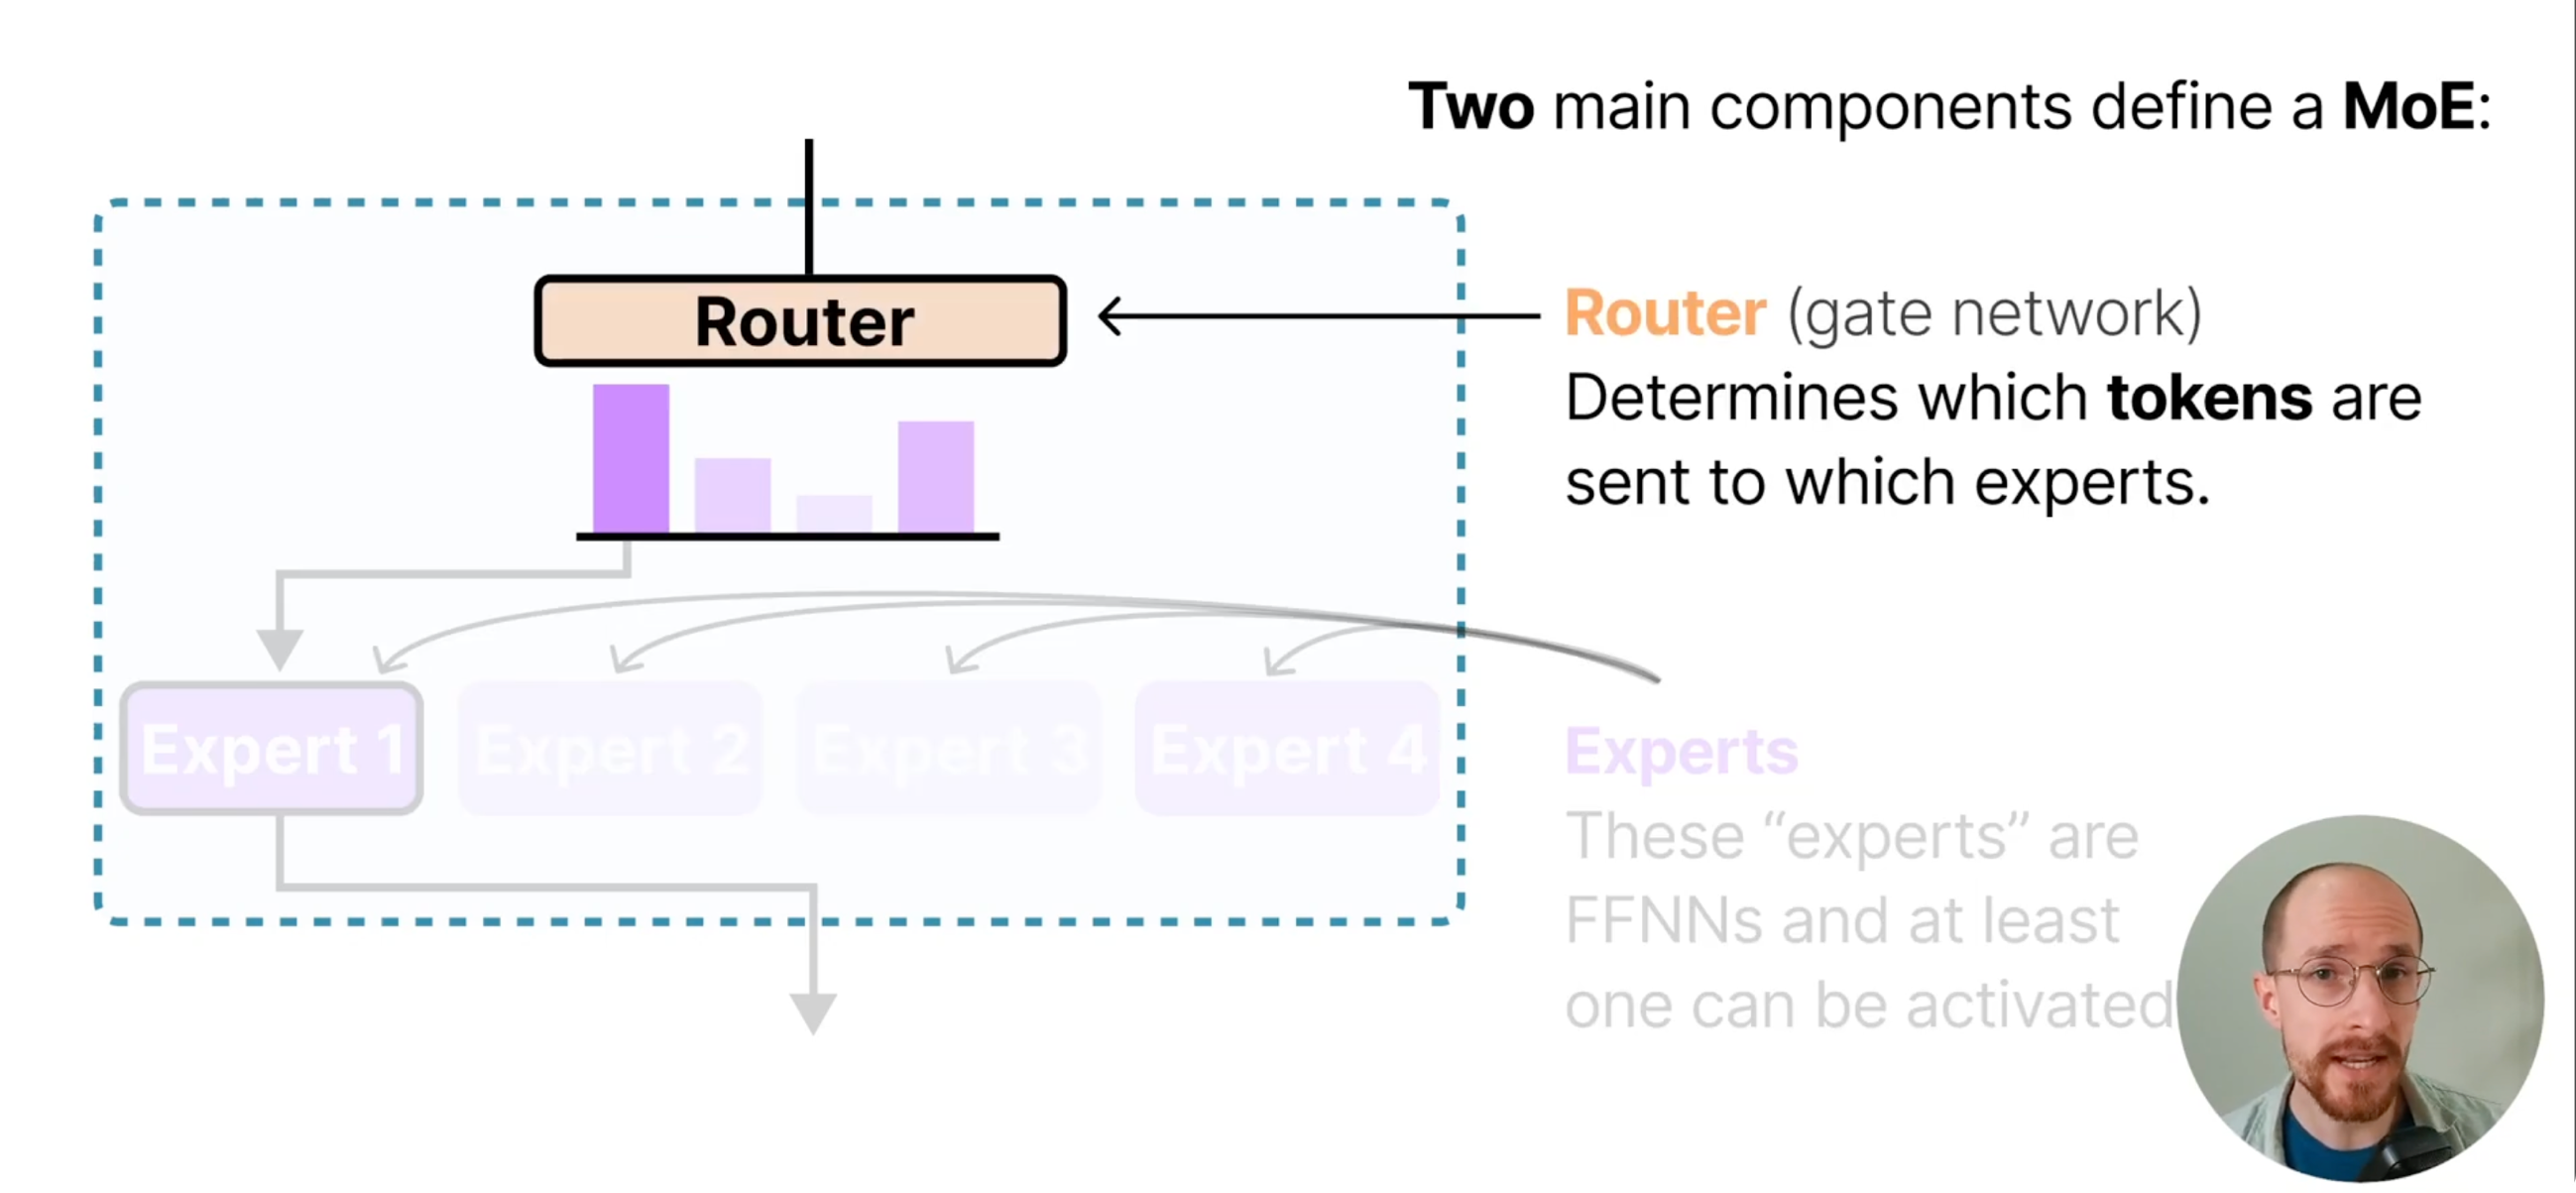 Two main components define a MoE:
Router
Router (gate network)
Determines which tokens are
sent to which experts.
Expert 1
Expert 2
Expert 3
Expert 4
Experts
These “experts” are
FFNNs and at least
one can be activated